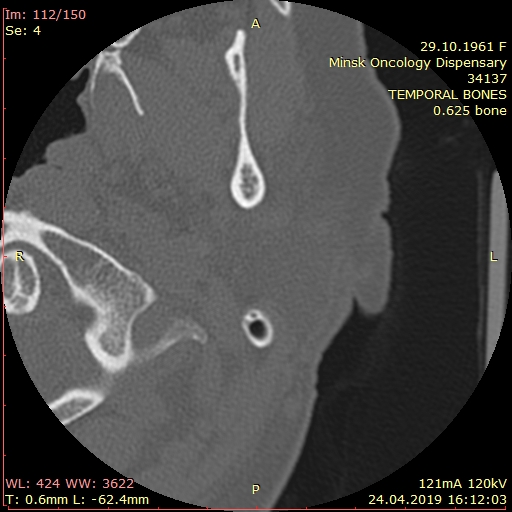 Im: 112/150
Se: 4
A
29.10.1961 F
Minsk Oncology Dispensary
34137
TEMPORAL BONES
0.625 bone
R
L
WL: 424 WW: 3622
T: 0.6mm L: -62.4mm
P
121mA 120kV
24.04.2019 16:12:03